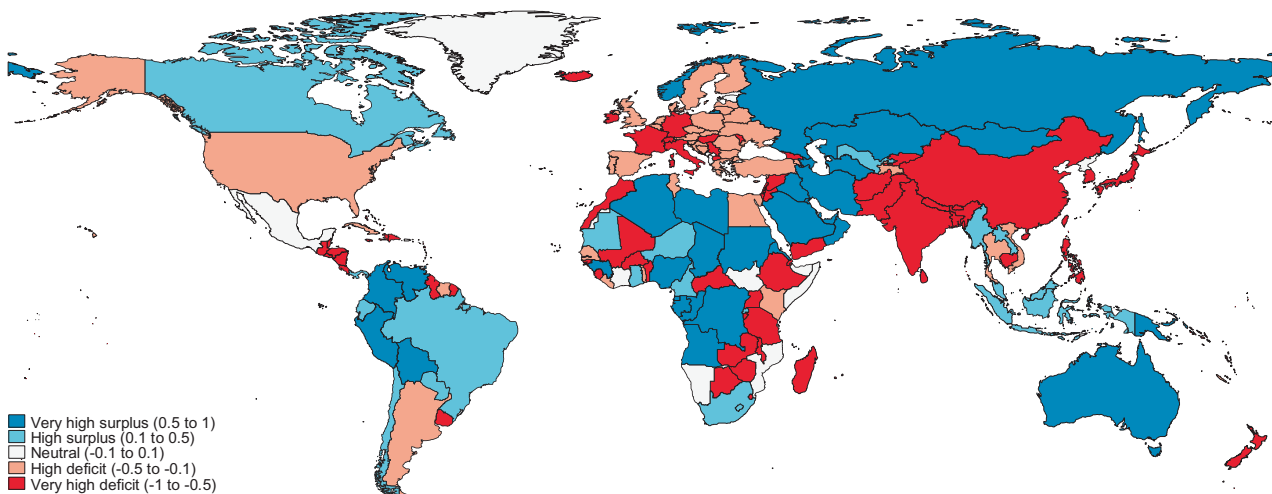 Very high surplus (0.5 to 1)
High surplus (0.1 to 0.5)
Neutral (-0.1 to 0.1)
High deficit (-0.5 to -0.1)
Very high deficit (-1 to -0.5)